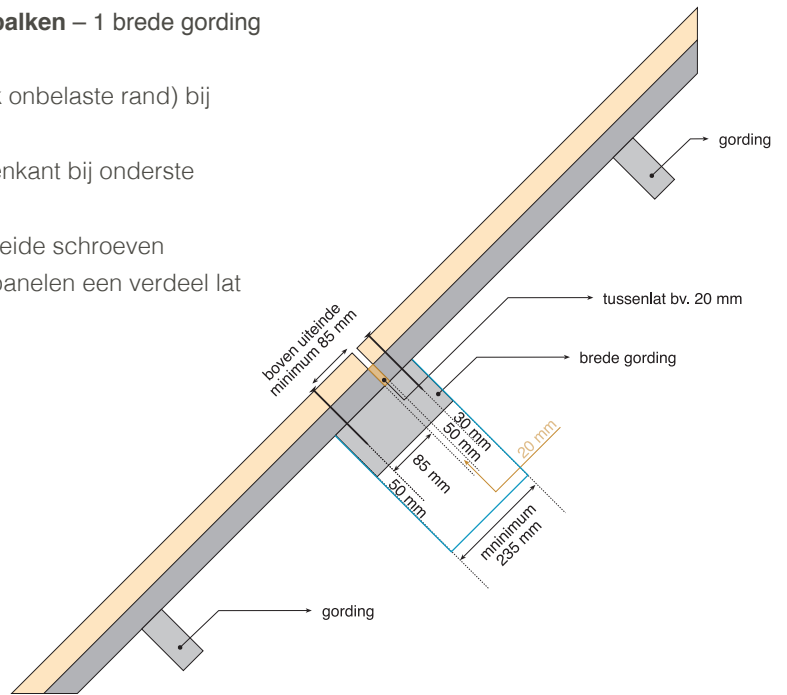 palken – 1 brede gording
k onbelaste rand) bij
enkant bij onderste
eide schroeven
panelen een verdeel lat
gording
tussenlat bv. 20 mm
boven uiteinde
minimum 85 mm
brede gording
30 mm
50 mm
20 mm
85 mm
50 mm
mninimum
235 mm
gording